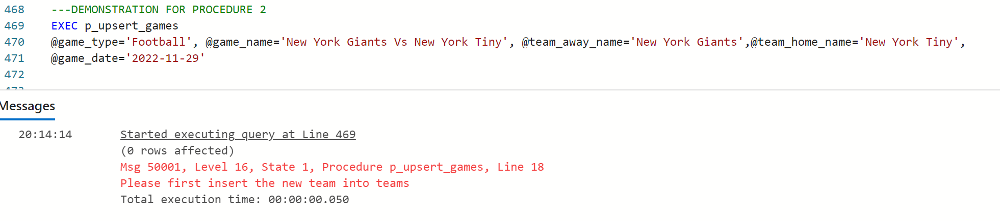 468 ---DEMONSTRATION FOR PROCEDURE 2
469 EXEC p_upsert_games
470 @game_type='Football', @game_name='New York Giants Vs New York Tiny', @team_away_name='New York Giants',@team_home_name='New York Tiny',
471 @game_date='2022-11-29'
472
473
Messages
20:14:14 Started executing query at Line 469
(0 rows affected)
Msg 50001, Level 16, State 1, Procedure p_upsert_games, Line 18
Please first insert the new team into teams
Total execution time: 00:00:00.050